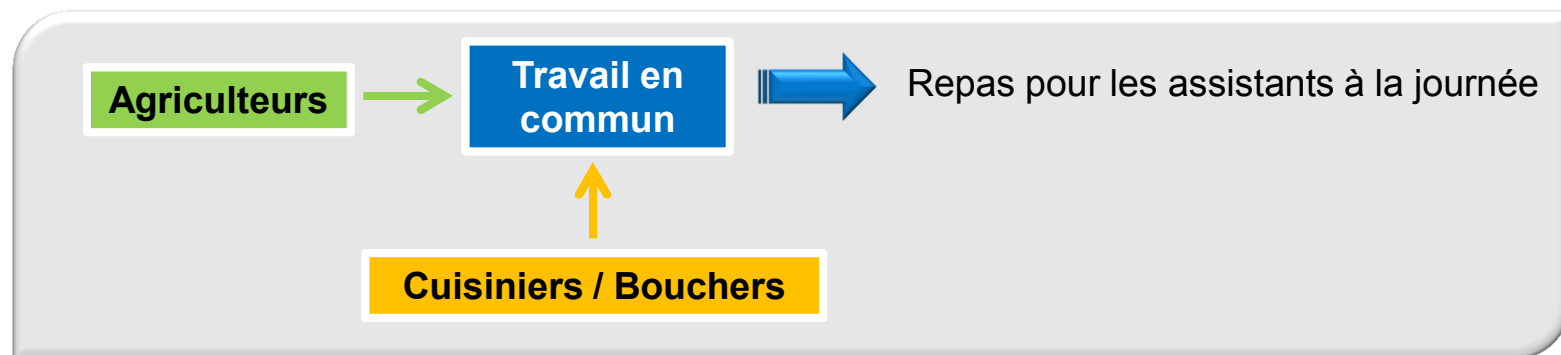 Agriculteurs
Travail en
commun
Repas pour les assistants à la journée
Cuisiniers / Bouchers